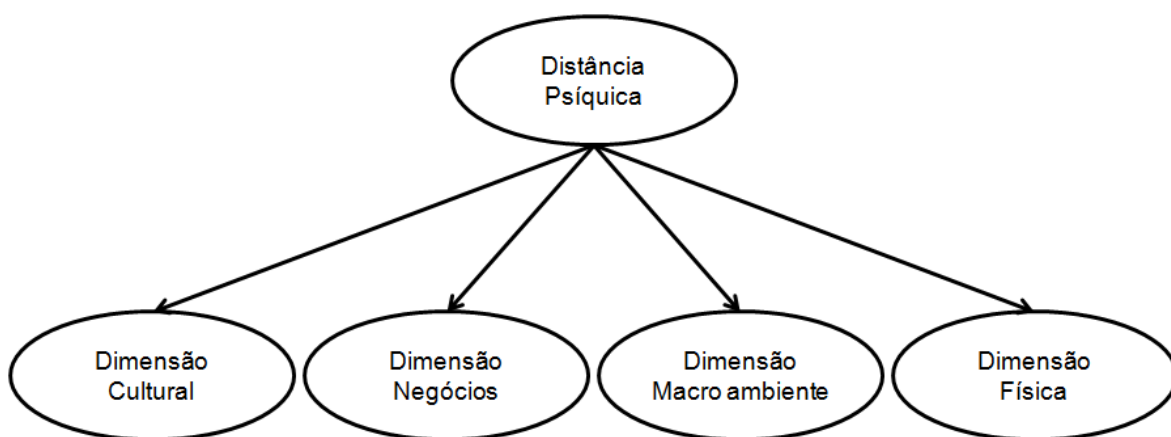 Distância
Psíquica
Dimensão
Cultural
Dimensão
Negócios
Dimensão
Macro ambiente
Dimensão
Física